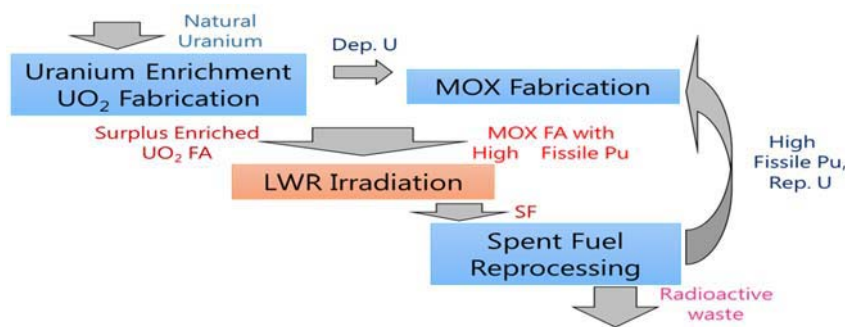 Natural
Uranium
Uranium Enrichment
UO₂ Fabrication
Dep. U
MOX Fabrication
Surplus Enriched
UO₂ FA
MOX FA with
High Fissile Pu
High
Fissile Pu,
Rep. U
LWR Irradiation
SF
Spent Fuel
Reprocessing
Radioactive
waste